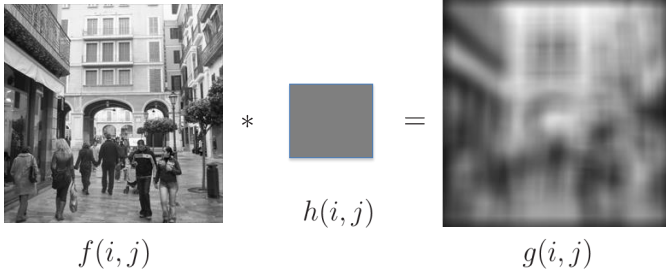 * =
h(i, j)
f(i, j) g(i, j)